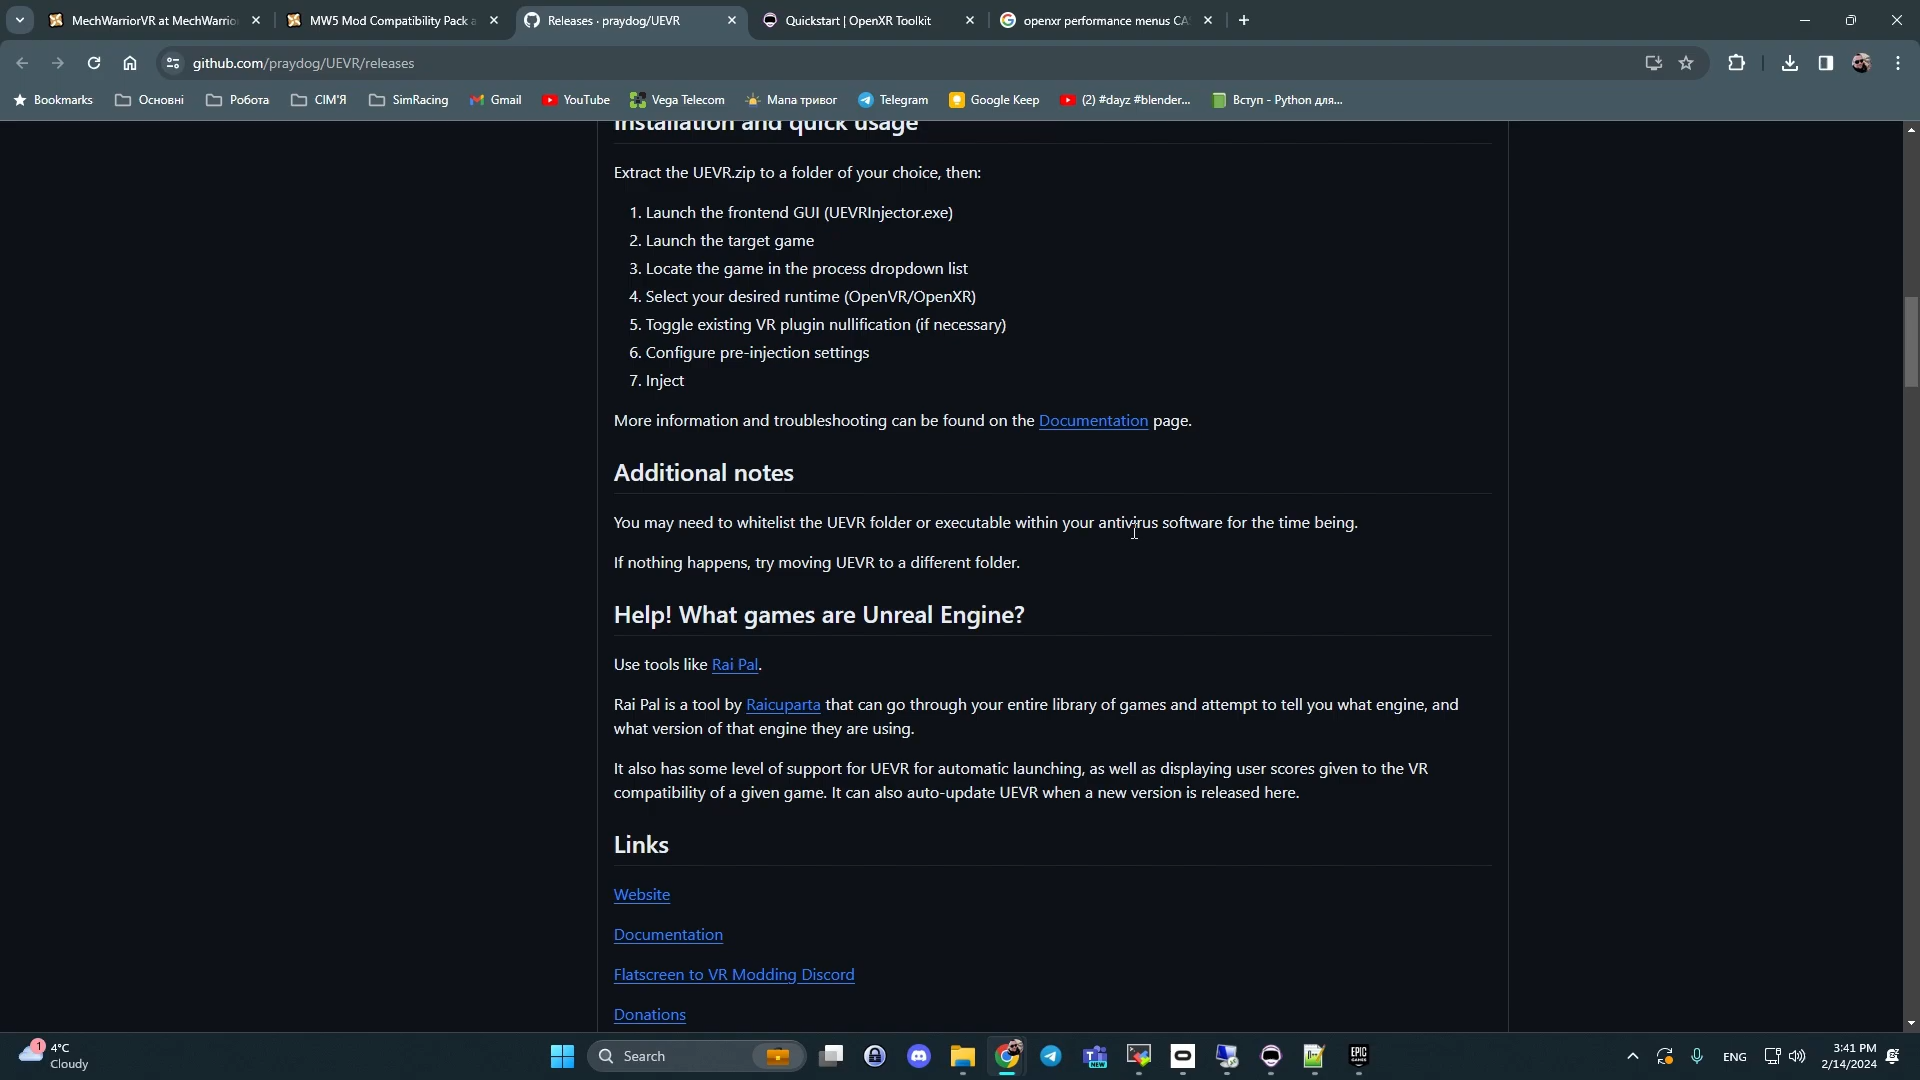 MechWarriorVR at MechWarrio
MW5 Mod Compatibility Pack a
Releases · praydog/UEVR
Quickstart | OpenXR Toolkit
openxr performance menus CA
github.com/praydog/UEVR/releases
Bookmarks
Основні
Робота
СІМ'Я
SimRacing
Gmail
YouTube
Vega Telecom
Мапа тривог
Telegram
Google Keep
(2) #dayz #blender...
Вступ - Python для...
Installation and quick usage
Extract the UEVR.zip to a folder of your choice, then:
1. Launch the frontend GUI (UEVRInjector.exe)
2. Launch the target game
3. Locate the game in the process dropdown list
4. Select your desired runtime (OpenVR/OpenXR)
5. Toggle existing VR plugin nullification (if necessary)
6. Configure pre-injection settings
7. Inject
More information and troubleshooting can be found on the Documentation page.
Additional notes
You may need to whitelist the UEVR folder or executable within your antivirus software for the time being.
If nothing happens, try moving UEVR to a different folder.
Help! What games are Unreal Engine?
Use tools like Rai Pal.
Rai Pal is a tool by Raicuparta that can go through your entire library of games and attempt to tell you what engine, and
what version of that engine they are using.
It also has some level of support for UEVR for automatic launching, as well as displaying user scores given to the VR
compatibility of a given game. It can also auto-update UEVR when a new version is released here.
Links
Website
Documentation
Flatscreen to VR Modding Discord
Donations
1
4°C
Cloudy
Search
NEW
EPIC
GAMES
ENG
3:41 PM
2/14/2024